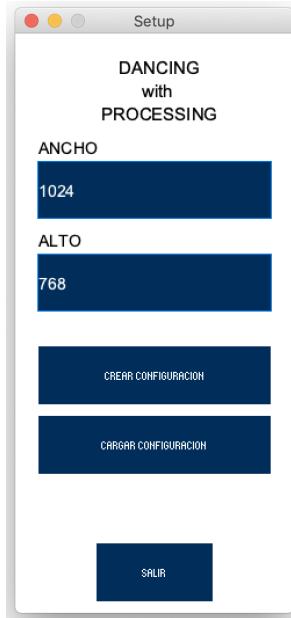 Setup
DANCING
with
PROCESSING
ANCHO
1024
ALTO
768
CREAR CONFIGURACION
CARGAR CONFIGURACION
SALIR